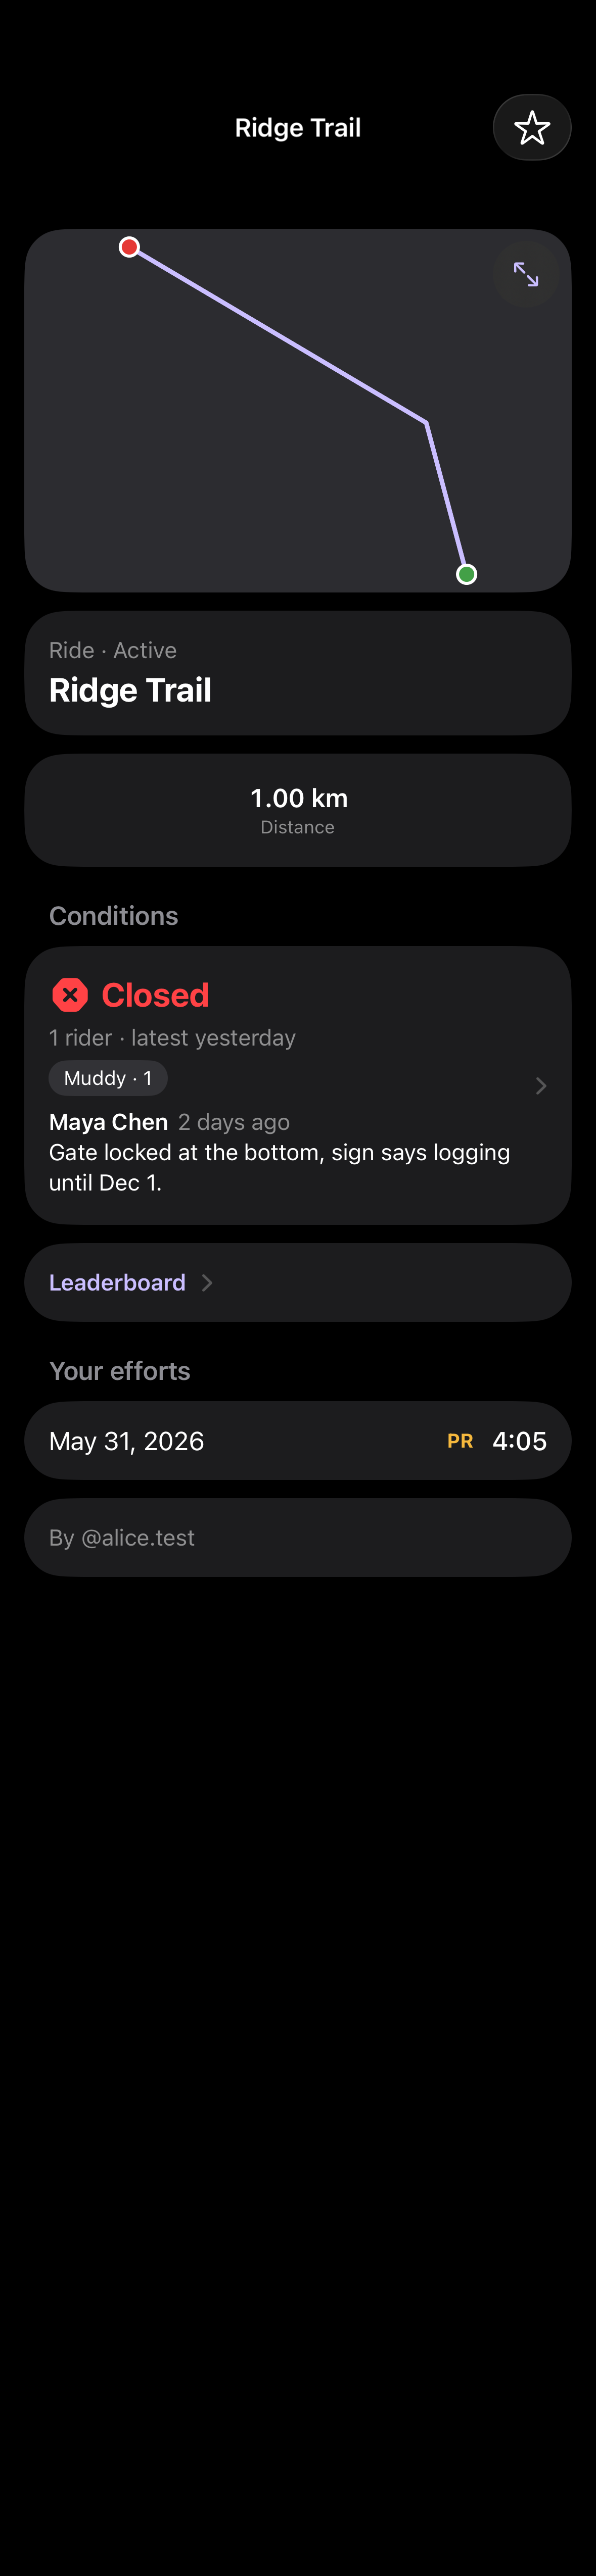 Ridge Trail
Ride · Active
Ridge Trail
1.00 km
Distance
Conditions
Closed
1 rider · latest yesterday
Muddy · 1
Maya Chen 2 days ago
Gate locked at the bottom, sign says logging
until Dec 1.
Leaderboard
Your efforts
May 31, 2026 PR 4:05
By @alice.test